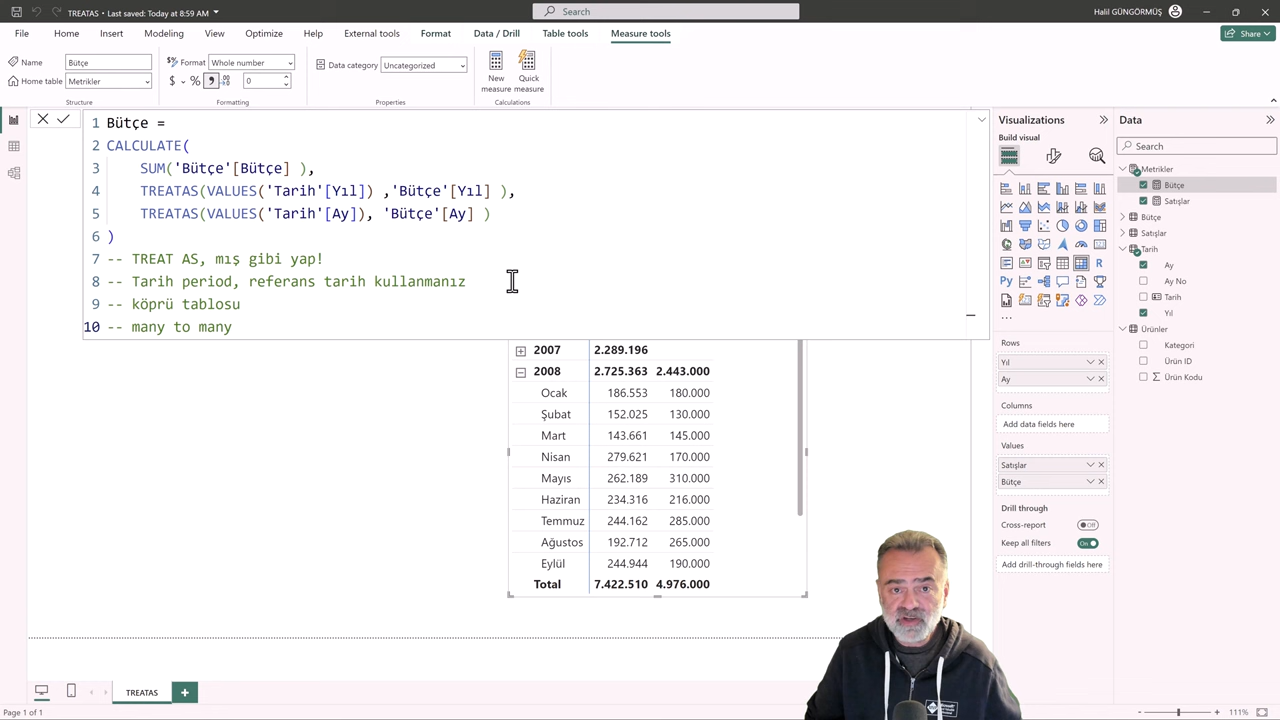 TREATAS • Last saved: Today at 8:59 AM
Search
Halil GÜNGÖRMÜŞ
File
Home
Insert
Modeling
View
Optimize
Help
External tools
Format
Data / Drill
Table tools
Measure tools
Share
Name
Bütçe
Format
Whole number
Data category
Uncategorized
New measure
Quick measure
Home table
Metrikler
$
%
0
Structure
Formatting
Properties
Calculations
1 Bütçe =
2 CALCULATE(
3 SUM('Bütçe'[Bütçe] ),
4 TREATAS(VALUES('Tarih'[Yıl]) ,'Bütçe'[Yıl] ),
5 TREATAS(VALUES('Tarih'[Ay]), 'Bütçe'[Ay] )
6 )
7 -- TREAT AS, mış gibi yap!
8 -- Tarih period, referans tarih kullanmanız
9 -- köprü tablosu
10 -- many to many
2007 2.289.196
2008 2.725.363 2.443.000
Ocak 186.553 180.000
Şubat 152.025 130.000
Mart 143.661 145.000
Nisan 279.621 170.000
Mayıs 262.189 310.000
Haziran 234.316 216.000
Temmuz 244.162 285.000
Ağustos 192.712 265.000
Eylül 244.944 190.000
Total 7.422.510 4.976.000
Visualizations
Build visual
Rows
Yıl
Ay
Columns
Add data fields here
Values
Satışlar
Bütçe
Drill through
Cross-report
Off
Keep all filters
On
Add drill-through fields here
Data
Search
Metrikler
Bütçe
Satışlar
Bütçe
Satışlar
Tarih
Ay
Ay No
Tarih
Yıl
Ürünler
Kategori
Ürün ID
Ürün Kodu
TREATAS
Page 1 of 1
111%